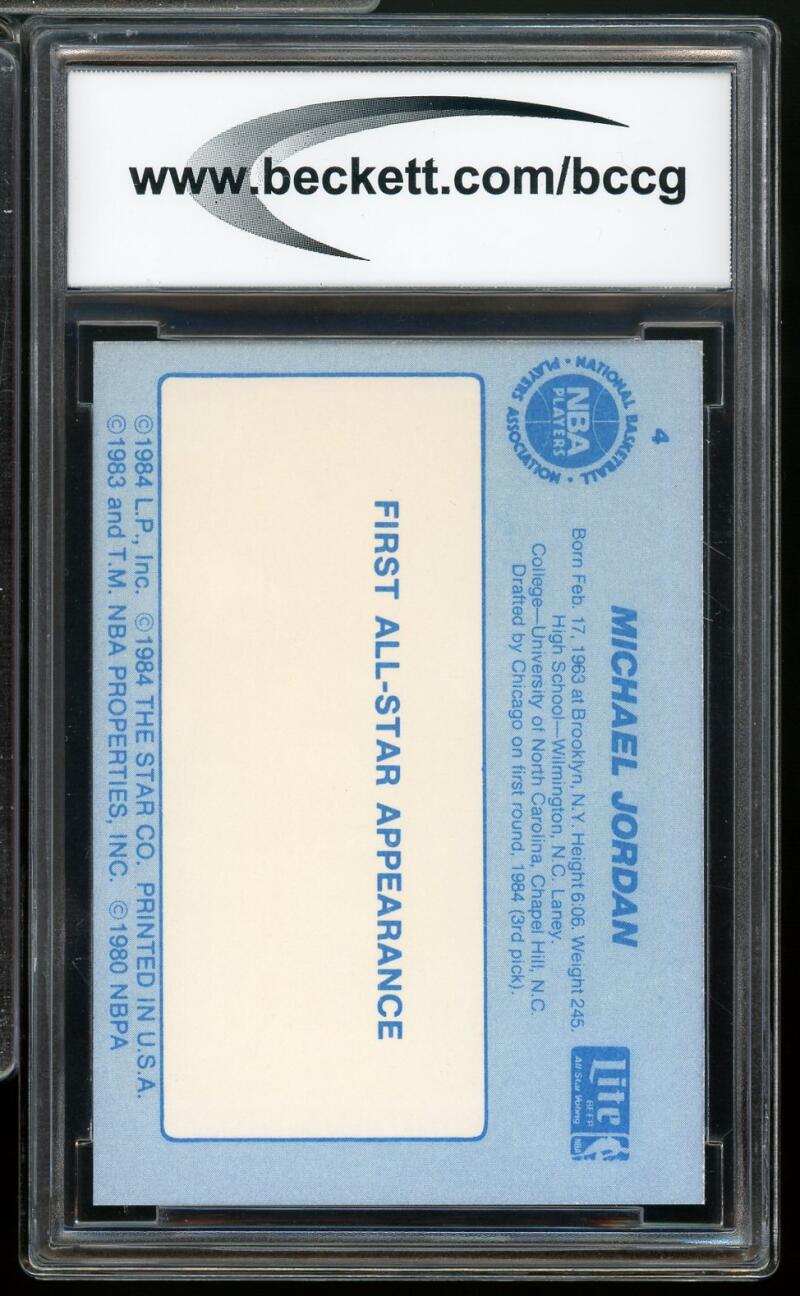 www.beckett.com/bccg
4
NATIONAL BASKETBALL
PLAYERS ASSOCIATION
NBA
PLAYERS
MICHAEL JORDAN
Born Feb. 17, 1963 at Brooklyn, N.Y. Height 6:06. Weight 245.
High School—Wilmington, N.C. Laney.
College—University of North Carolina, Chapel Hill, N.C.
Drafted by Chicago on first round, 1984 (3rd pick).
Lite
BEER
All Star Voting
NBA
FIRST ALL-STAR APPEARANCE
©1984 L.P., Inc. ©1984 THE STAR CO. PRINTED IN U.S.A.
©1983 and T.M. NBA PROPERTIES, INC. ©1980 NBPA